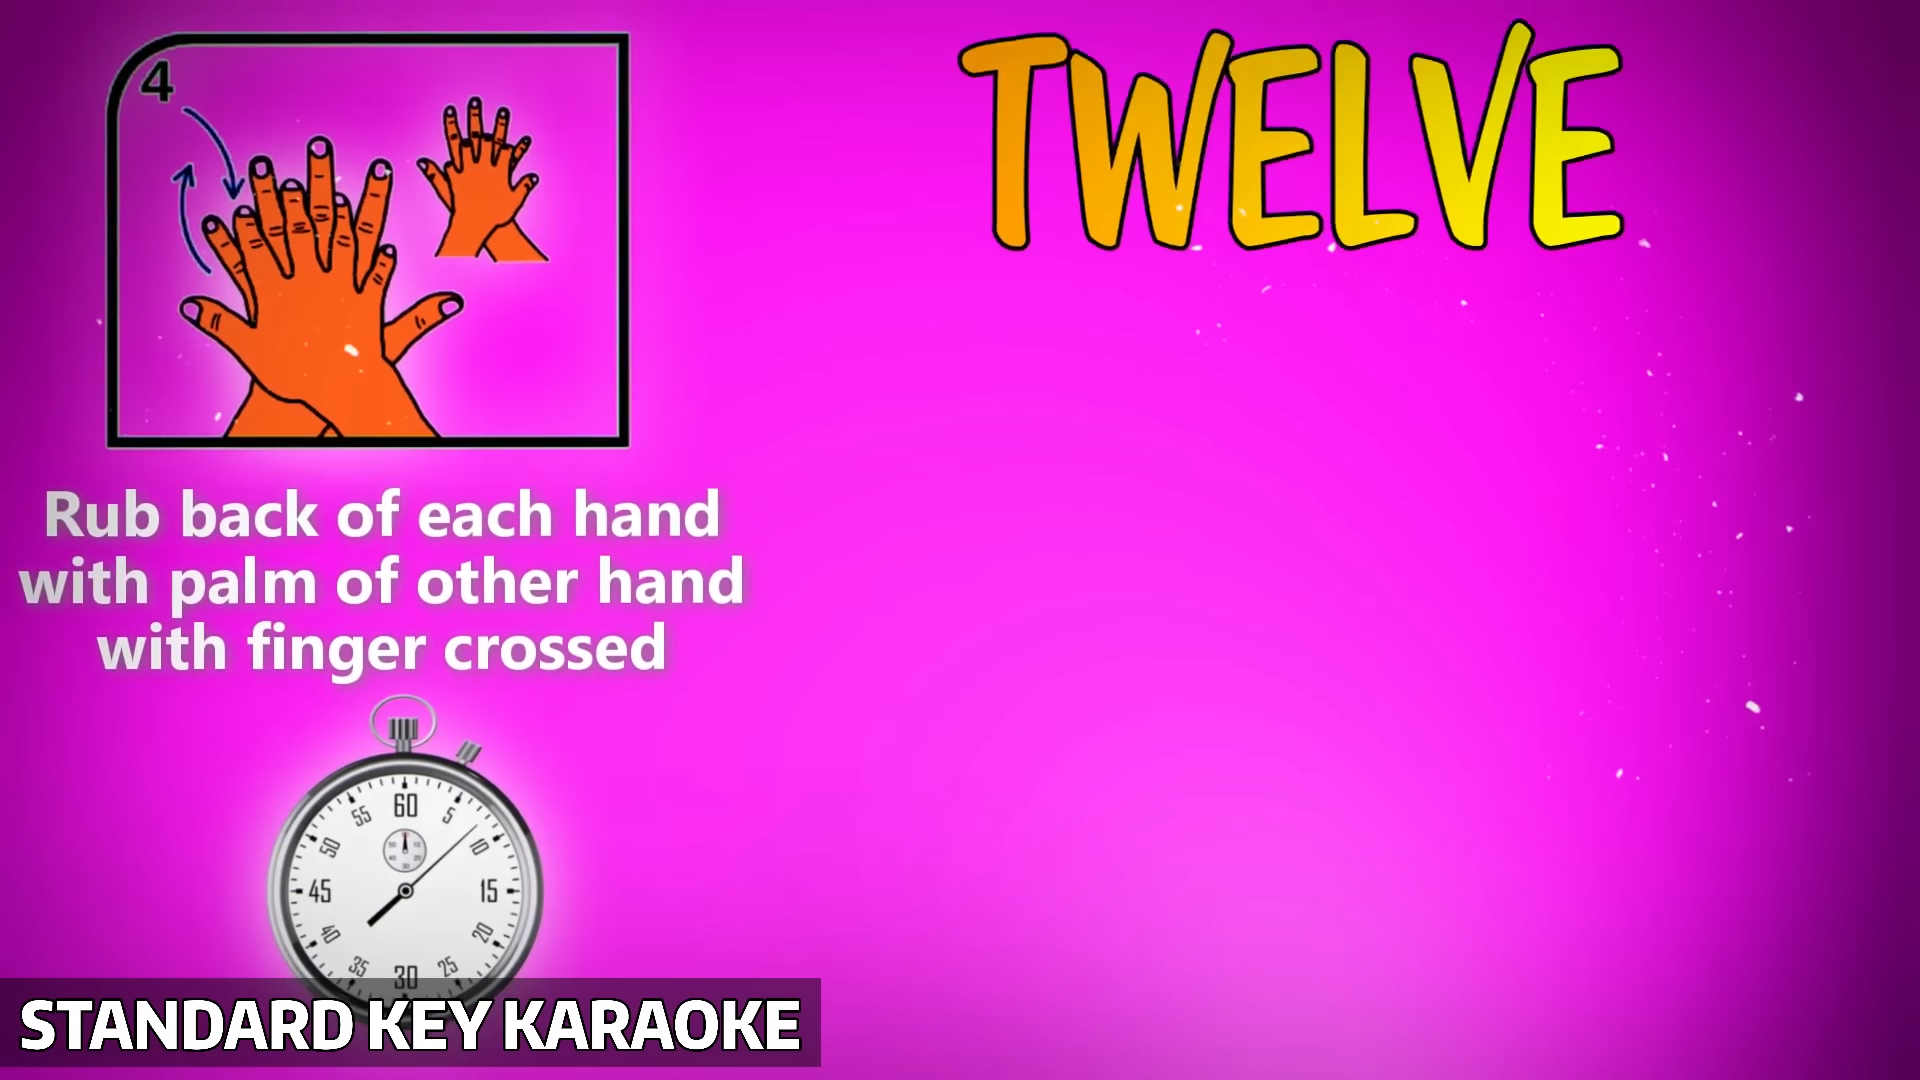 4
TWELVE
Rub back of each hand
with palm of other hand
with finger crossed
60
55 5
50 10
45 15
40 20
35 25
30
STANDARD KEY KARAOKE